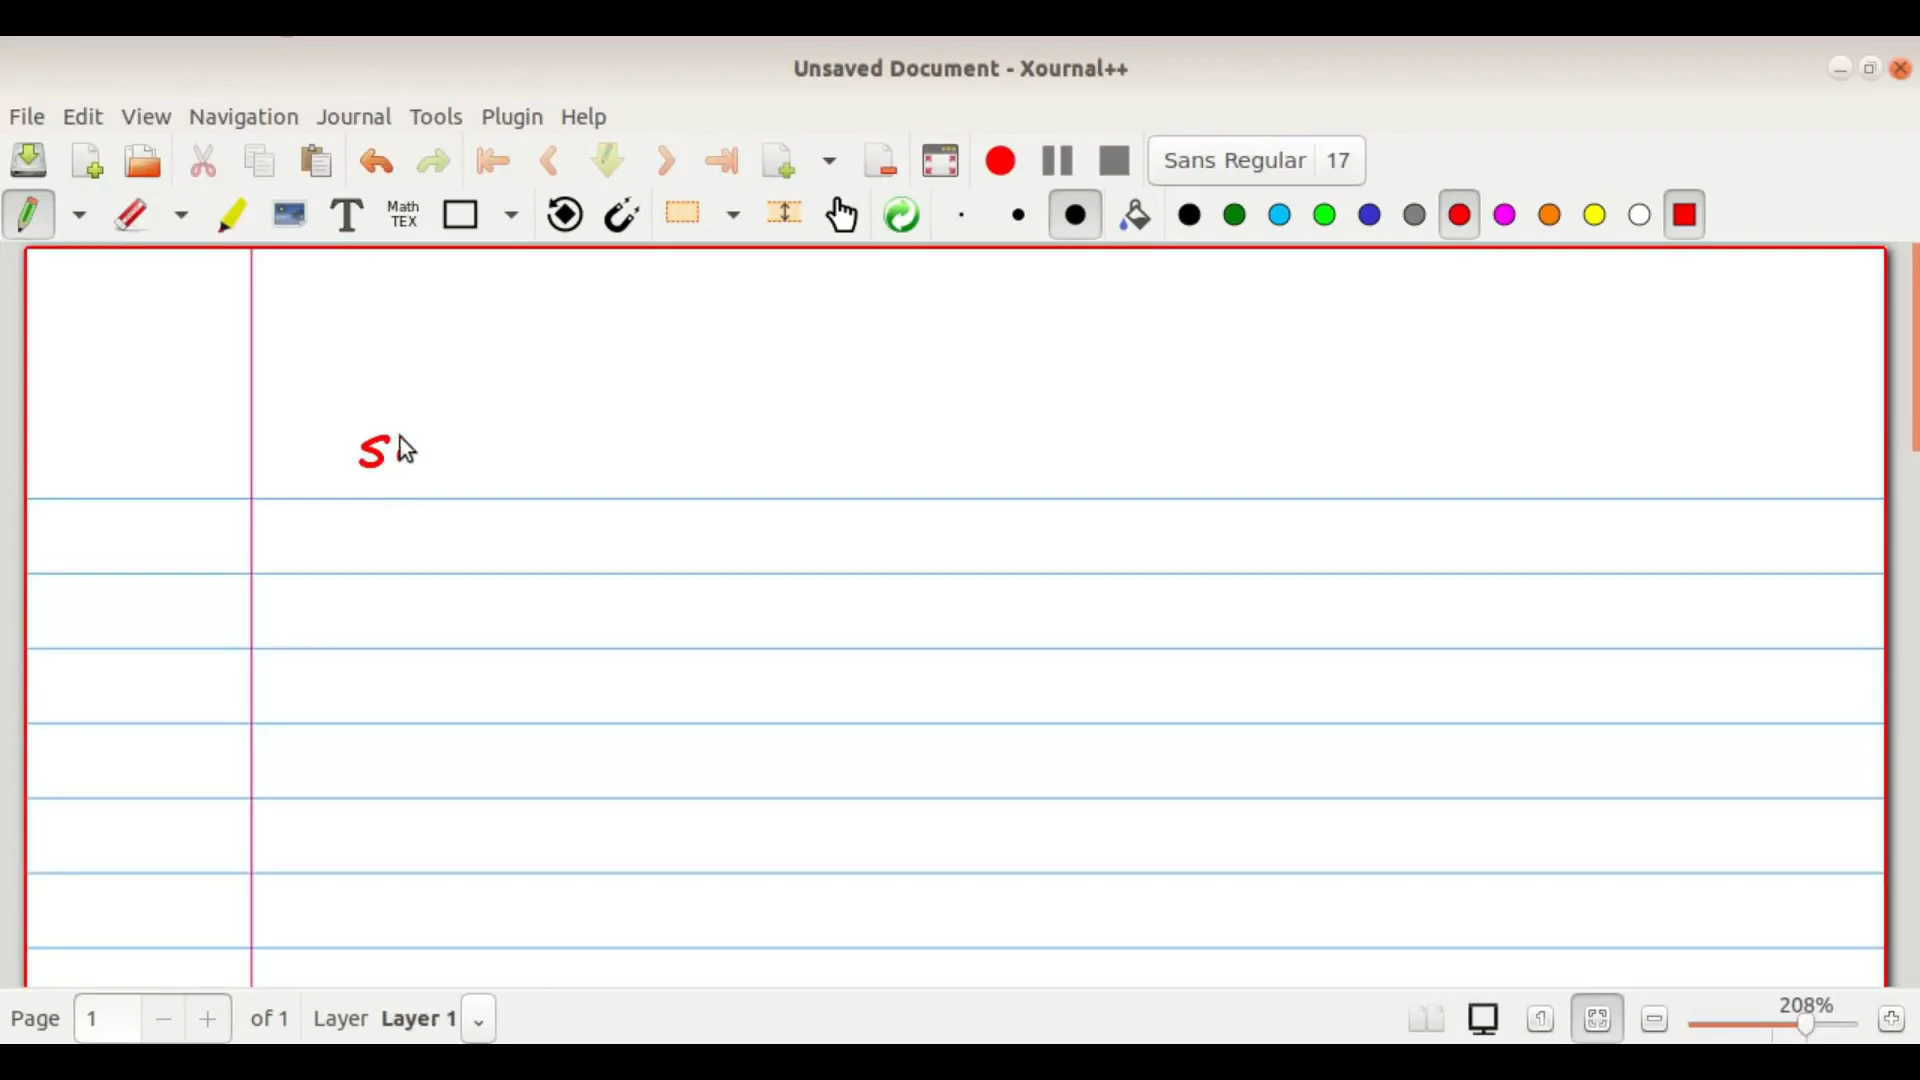 Unsaved Document - Xournal++
File Edit View Navigation Journal Tools Plugin Help
Sans Regular 17
Math
TEX
S
Page 1 of 1 Layer Layer 1
208%